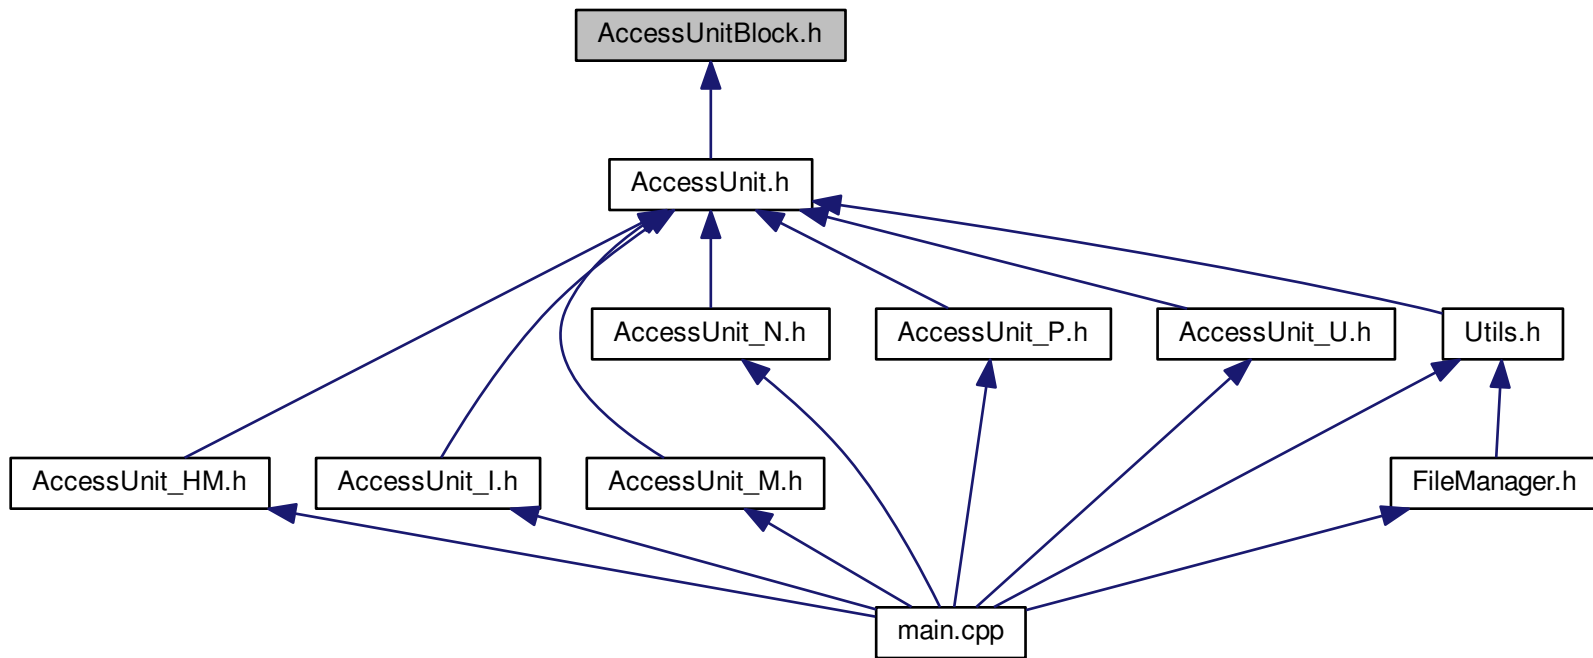 AccessUnitBlock.h
AccessUnit.h
AccessUnit_N.h
AccessUnit_P.h
AccessUnit_U.h
Utils.h
AccessUnit_HM.h
AccessUnit_I.h
AccessUnit_M.h
FileManager.h
main.cpp